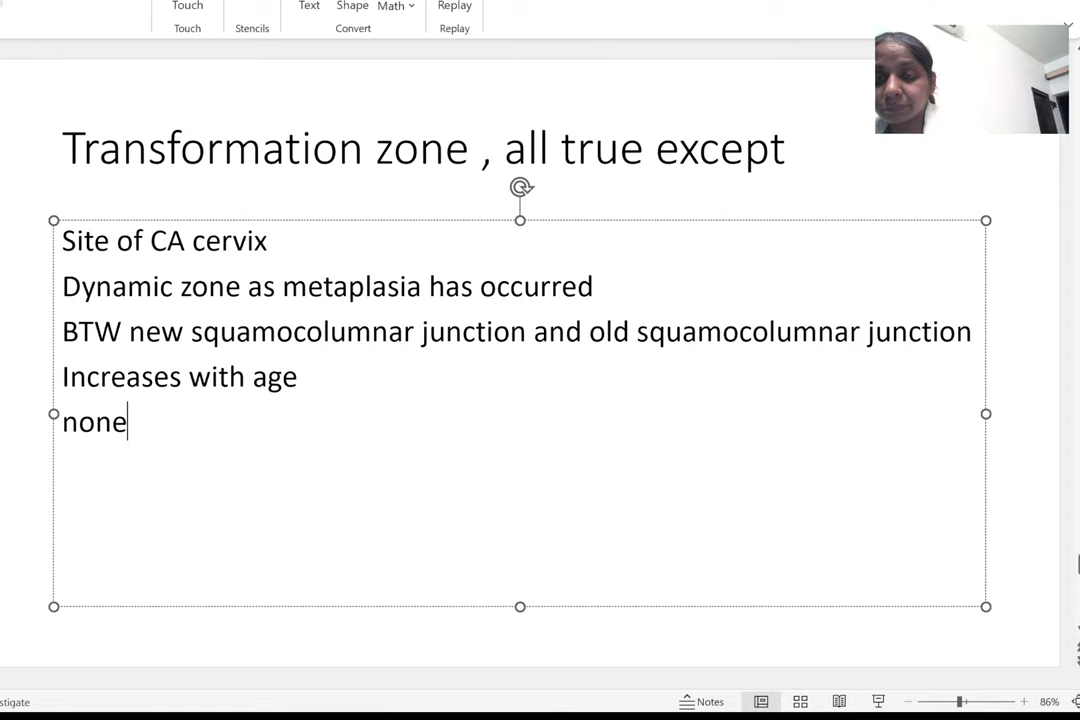 Touch
Text Shape Math
Replay
Touch
Stencils
Convert
Replay
Transformation zone , all true except
Site of CA cervix
Dynamic zone as metaplasia has occurred
BTW new squamocolumnar junction and old squamocolumnar junction
Increases with age
none
stigate
Notes
86%